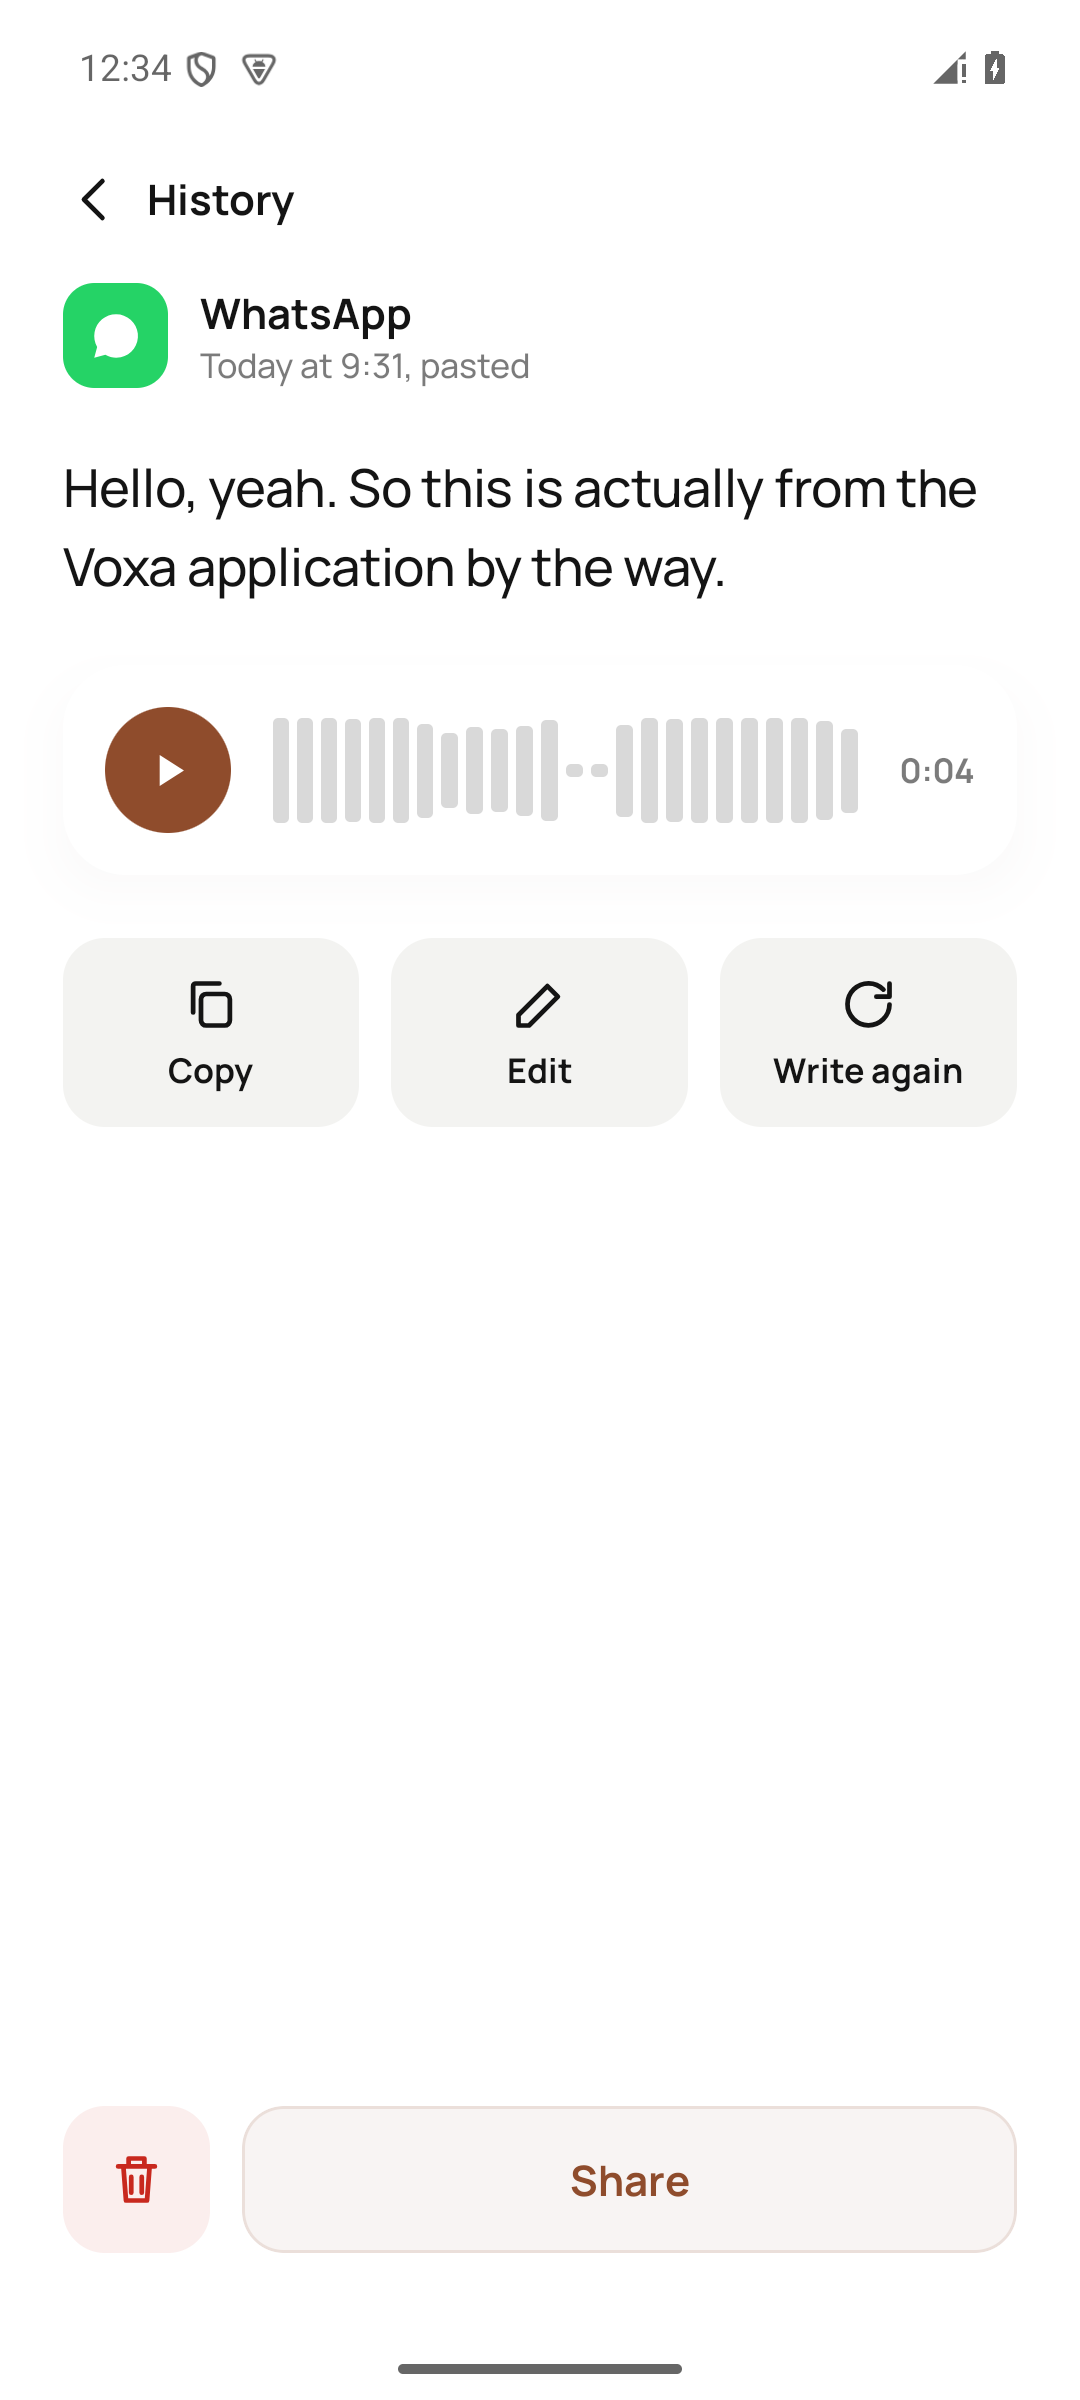 12:34
History
WhatsApp
Today at 9:31, pasted
Hello, yeah. So this is actually from the
Voxa application by the way.
0:04
Copy
Edit
Write again
Share